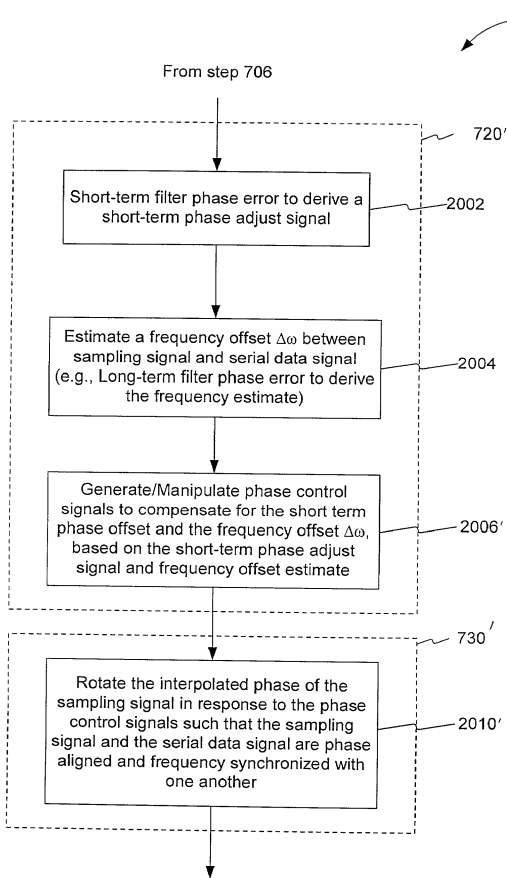 From step 706
720'
Short-term filter phase error to derive a
short-term phase adjust signal
2002
Estimate a frequency offset Δω between
sampling signal and serial data signal
(e.g., Long-term filter phase error to derive
the frequency estimate)
2004
Generate/Manipulate phase control
signals to compensate for the short term
phase offset and the frequency offset Δω,
based on the short-term phase adjust
signal and frequency offset estimate
2006'
730'
Rotate the interpolated phase of the
sampling signal in response to the phase
control signals such that the sampling
signal and the serial data signal are phase
aligned and frequency synchronized with
one another
2010'